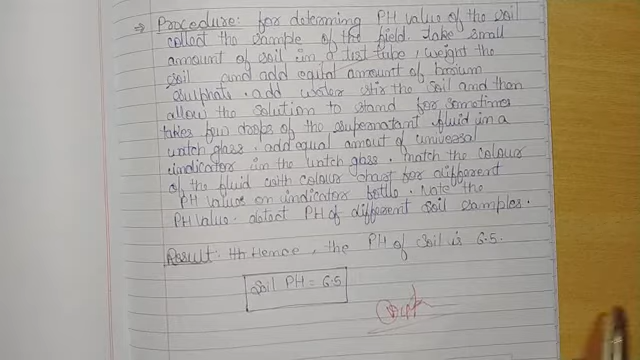 ⇒ Procedure: for determing PH value of the soil
collect the sample of the field. Take small
amount of soil in a test tube, weight the
soil and add equal amount of barium
sulphate. add water stir the soil and then
allow the solution to stand for sometimes
takes few drops of the supernatant fluid in a
watch glass. add equal amount of universal
indicator in the watch glass. match the colour
of the fluid with colour chart for different
PH value on indicator bottle. Note the
PH value. detect PH of different soil samples.
Result: Hence, the PH of soil is 6.5.
Soil PH = 6.5